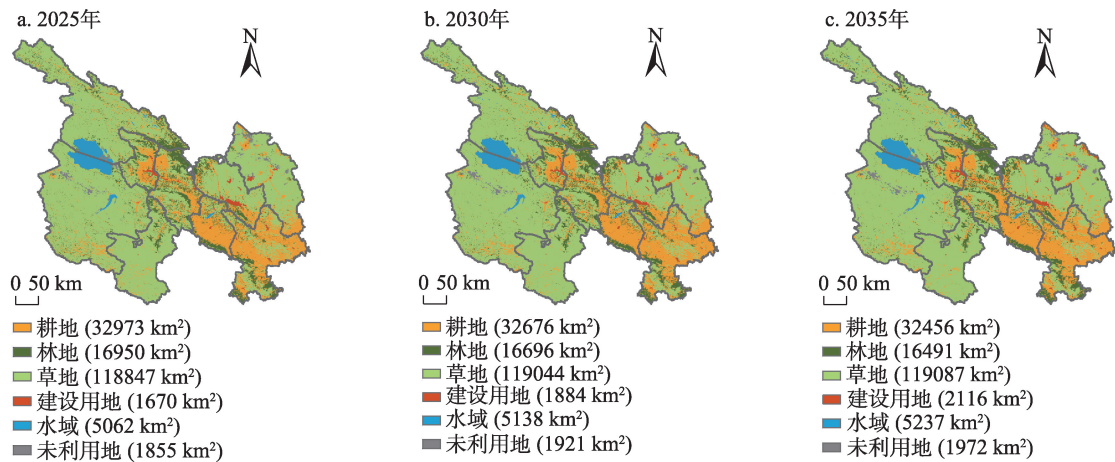 a. 2025年
N
0 50 km
耕地 (32973 km²)
林地 (16950 km²)
草地 (118847 km²)
建设用地 (1670 km²)
水域 (5062 km²)
未利用地 (1855 km²)
b. 2030年
N
0 50 km
耕地 (32676 km²)
林地 (16696 km²)
草地 (119044 km²)
建设用地 (1884 km²)
水域 (5138 km²)
未利用地 (1921 km²)
c. 2035年
N
0 50 km
耕地 (32456 km²)
林地 (16491 km²)
草地 (119087 km²)
建设用地 (2116 km²)
水域 (5237 km²)
未利用地 (1972 km²)